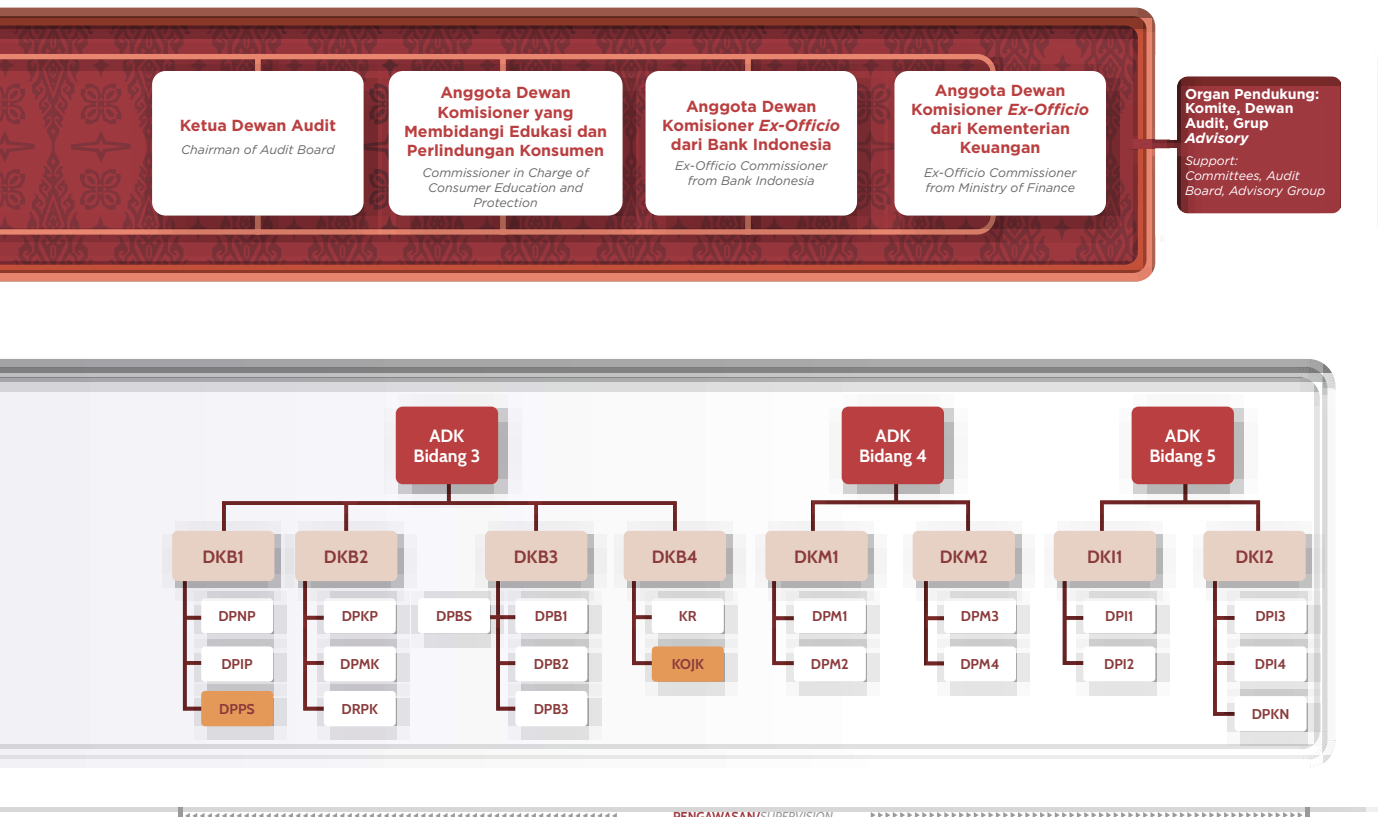 Ketua Dewan Audit
Chairman of Audit Board
Anggota Dewan
Komisioner yang
Membidangi Edukasi dan
Perlindungan Konsumen
Commissioner in Charge of
Consumer Education and
Protection
Anggota Dewan
Komisioner Ex-Officio
dari Bank Indonesia
Ex-Officio Commissioner
from Bank Indonesia
Anggota Dewan
Komisioner Ex-Officio
dari Kementerian
Keuangan
Ex-Officio Commissioner
from Ministry of Finance
Organ Pendukung:
Komite, Dewan
Audit, Grup
Advisory
Support:
Committees, Audit
Board, Advisory Group
ADK
Bidang 3
ADK
Bidang 4
ADK
Bidang 5
DKB1
DKB2
DKB3
DKB4
DKM1
DKM2
DKI1
DKI2
DPNP
DPKP
DPBS
DPB1
KR
DPM1
DPM3
DPI1
DPI3
DPIP
DPMK
DPB2
KOJK
DPM2
DPM4
DPI2
DPI4
DPPS
DRPK
DPB3
DPKN
PENGAWASAN/SUPERVISION